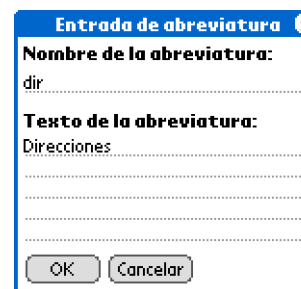 Entrada de abreviatura
Nombre de la abreviatura:
dir
Texto de la abreviatura:
Direcciones
OK Cancelar